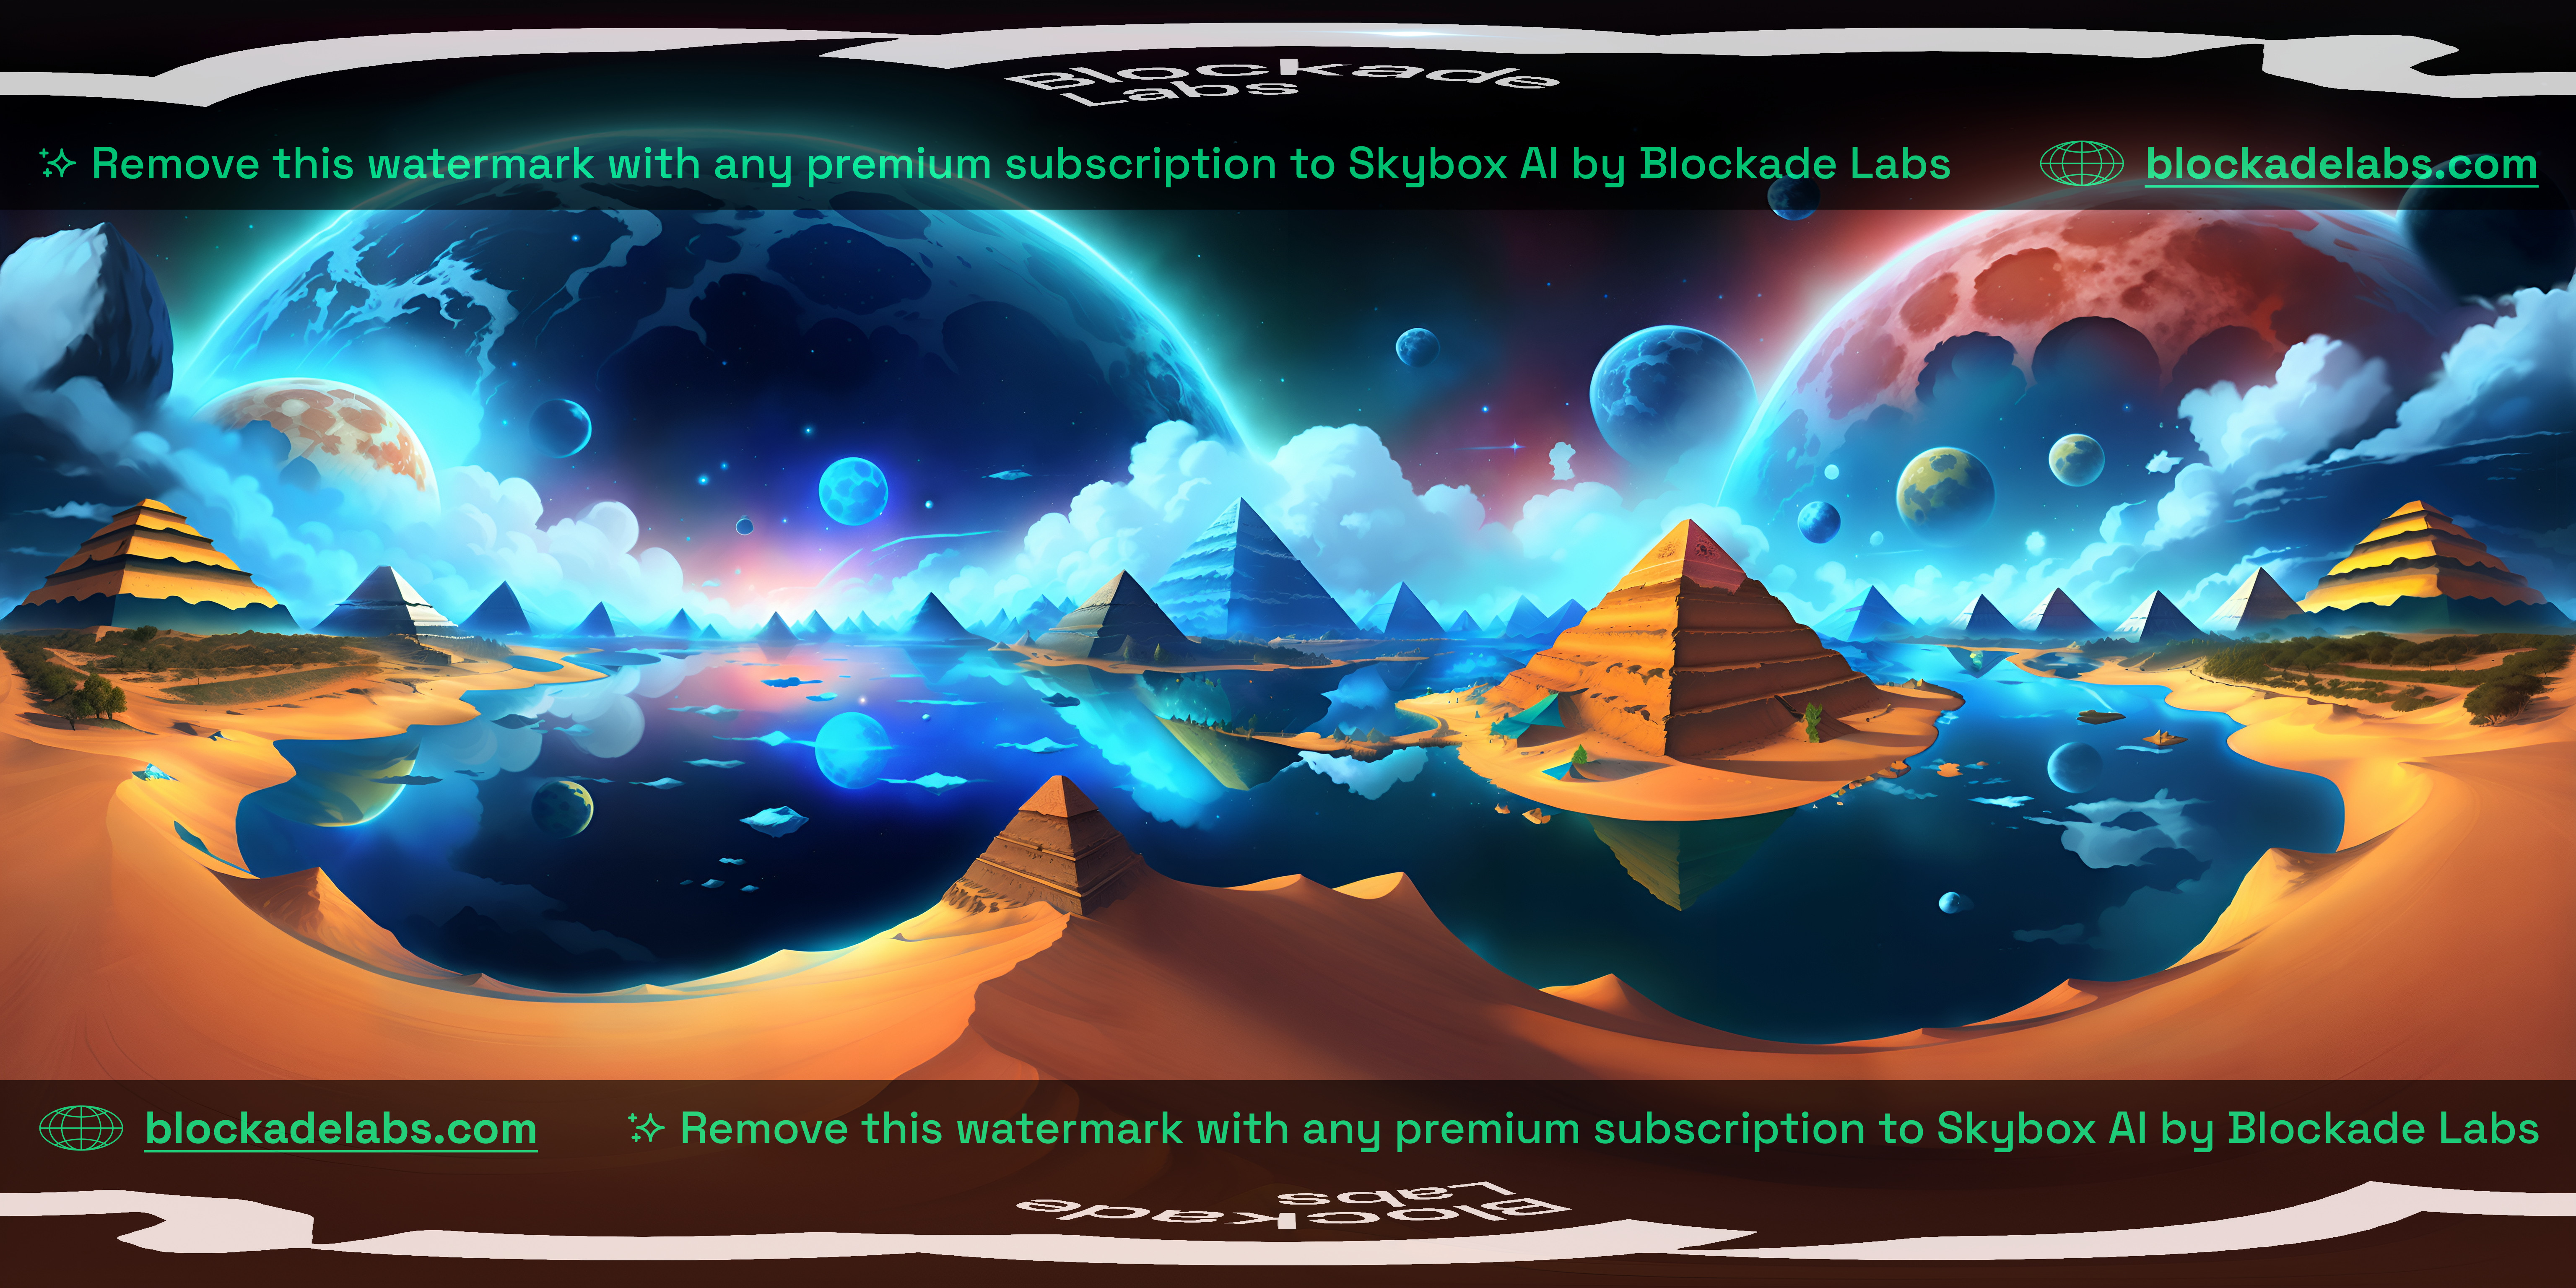 Blockade
Labs
Remove this watermark with any premium subscription to Skybox AI by Blockade Labs
blockadelabs.com
blockadelabs.com
Remove this watermark with any premium subscription to Skybox AI by Blockade Labs
Labs
Blockade